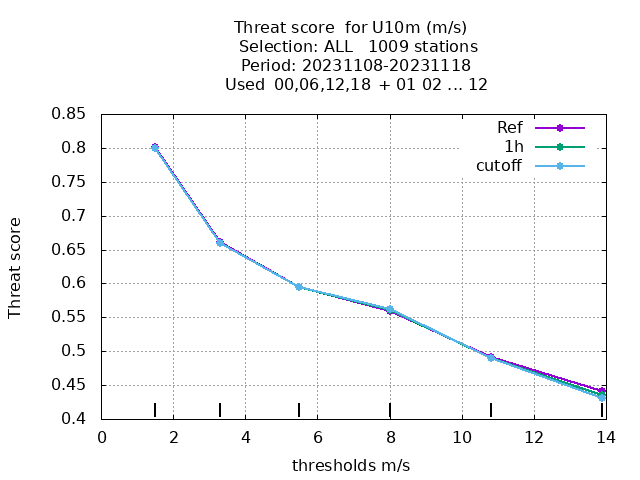 Threat score  for U10m (m/s)
Selection: ALL   1009 stations
Period: 20231108-20231118
Used  00,06,12,18  + 01 02 ... 12
Ref
1h
cutoff
0.85
0.8
0.75
0.7
0.65
0.6
0.55
0.5
0.45
0.4
Threat score
0 2 4 6 8 10 12 14
thresholds m/s